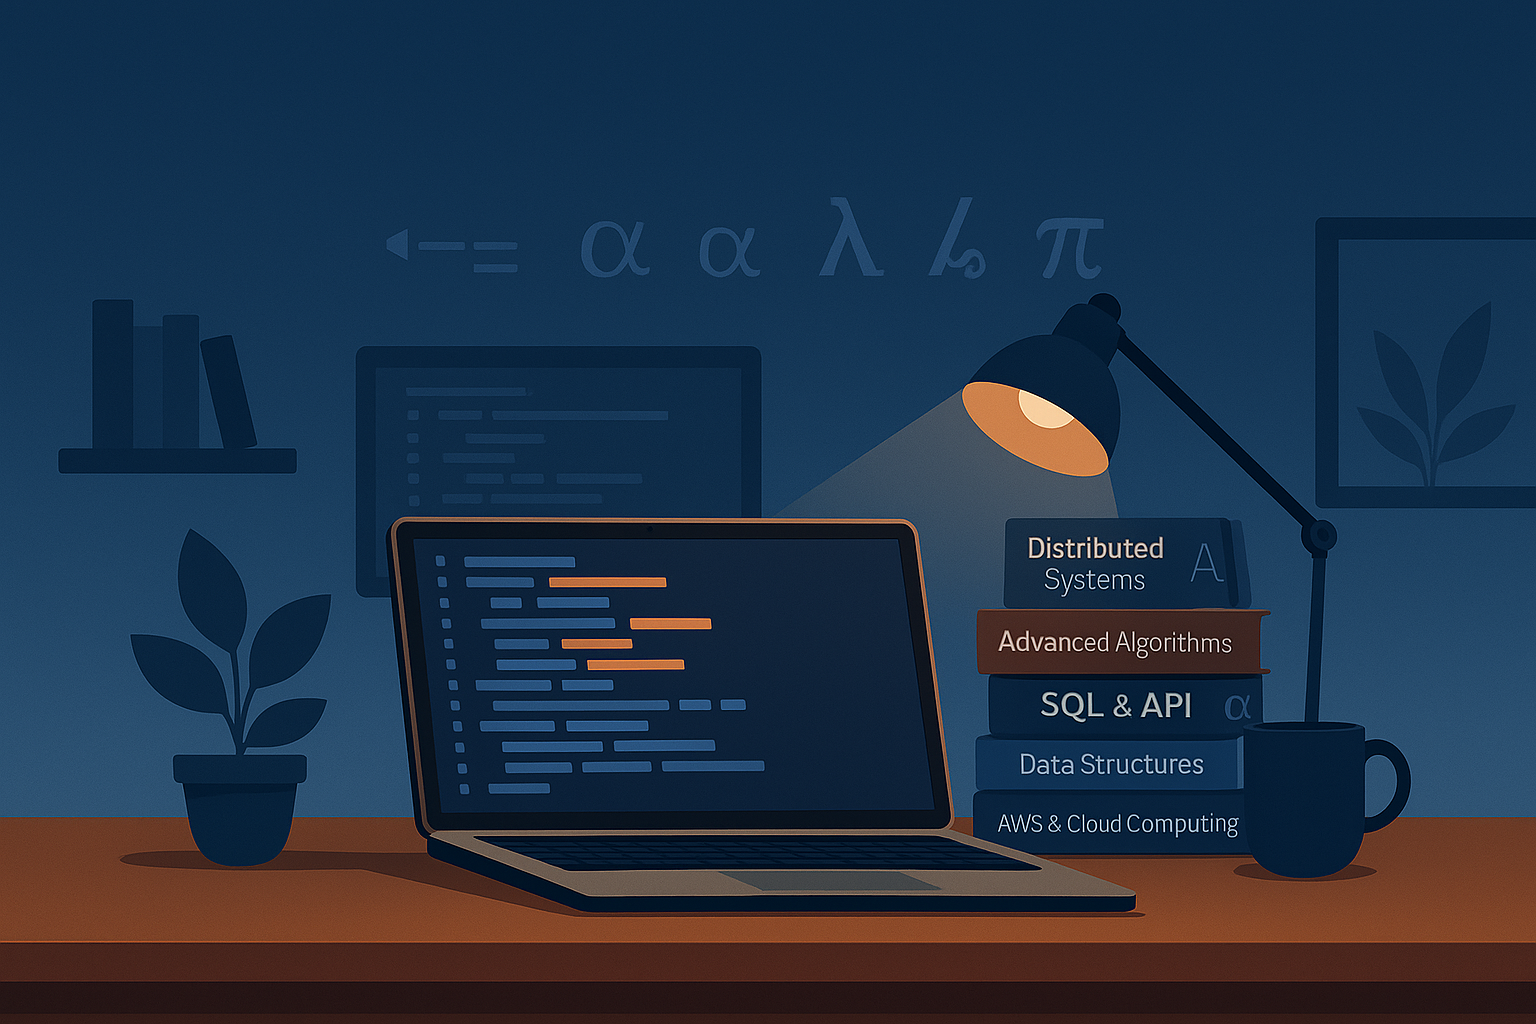 α α λ π
Distributed
Systems
A
Advanced Algorithms
SQL & API α
Data Structures
AWS & Cloud Computing